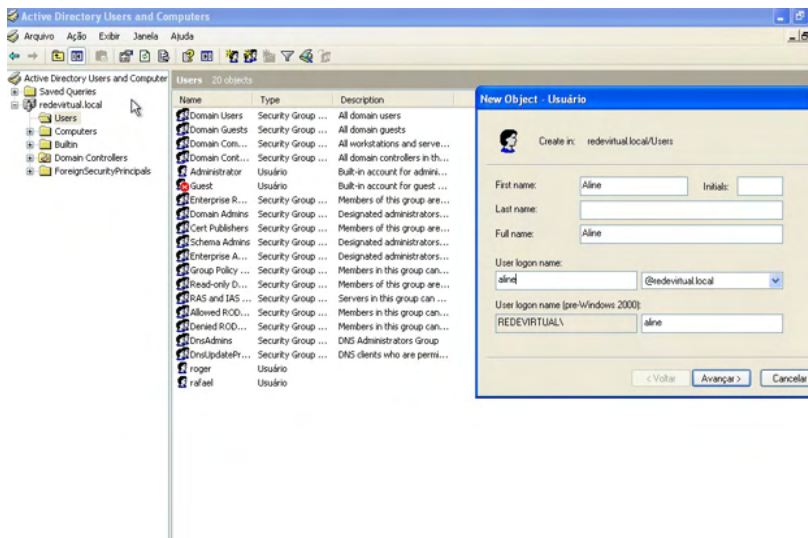 Active Directory Users and Computers
Arquivo Ação Exibir Janela Ajuda
Active Directory Users and Computer
Saved Queries
redevirtual.local
Users
Computers
Builtin
Domain Controllers
ForeignSecurityPrincipals
Users 20 objects
Name Type Description
Domain Users Security Group ... All domain users
Domain Guests Security Group ... All domain guests
Domain Com... Security Group ... All workstations and serve...
Domain Cont... Security Group ... All domain controllers in th...
Administrator Usuário Built-in account for admini...
Guest Usuário Built-in account for guest ...
Enterprise R... Security Group ... Members of this group are...
Domain Admins Security Group ... Designated administrators...
Cert Publishers Security Group ... Members of this group are...
Schema Admins Security Group ... Designated administrators...
Enterprise A... Security Group ... Designated administrators...
Group Policy ... Security Group ... Members in this group can...
Read-only D... Security Group ... Members of this group are...
RAS and IAS ... Security Group ... Servers in this group can ...
Allowed ROD... Security Group ... Members in this group can...
Denied ROD... Security Group ... Members in this group can...
DnsAdmins Security Group ... DNS Administrators Group
DnsUpdatePr... Security Group ... DNS clients who are permi...
roger Usuário
rafael Usuário
New Object - Usuário
Create in: redevirtual.local/Users
First name: Aline Initials:
Last name:
Full name: Aline
User logon name:
aline @redevirtual.local
User logon name (pre-Windows 2000):
REDEVIRTUAL\ aline
< Voltar Avançar > Cancelar